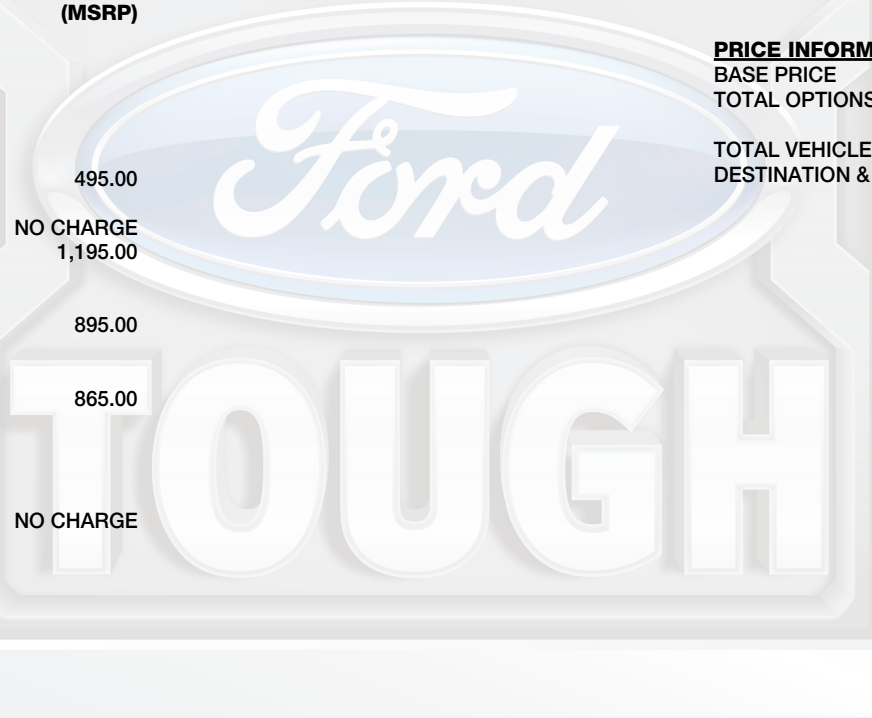 (MSRP)
PRICE INFORM
BASE PRICE
TOTAL OPTIONS
TOTAL VEHICLE
DESTINATION &
495.00
NO CHARGE
1,195.00
895.00
865.00
NO CHARGE
Ford
TOUGH